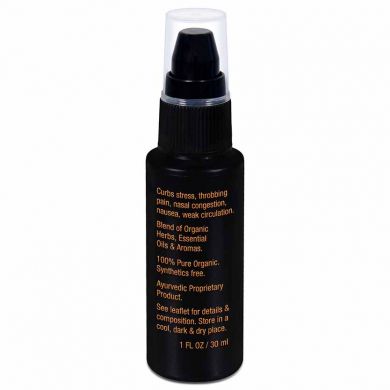 Curbs stress, throbbing
pain, nasal congestion,
nausea, weak circulation.
Blend of Organic
Herbs, Essential
Oils & Aromas.
100% Pure Organic.
Synthetics free.
Ayurvedic Proprietary
Product.
See leaflet for details &
composition. Store in a
cool, dark & dry place.
1 FL OZ / 30 ml